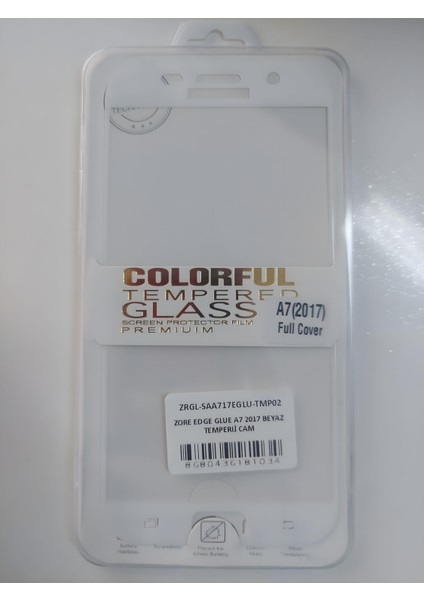 COLORFUL
TEMPERED
GLASS
SCREEN PROTECTOR FILM
PREMIUM
A7(2017)
Full Cover
ZRGL-SAA717EGLU-TMP02
ZORE EDGE GLUE A7 2017 BEYAZ
TEMPERLİ CAM
8680436181034